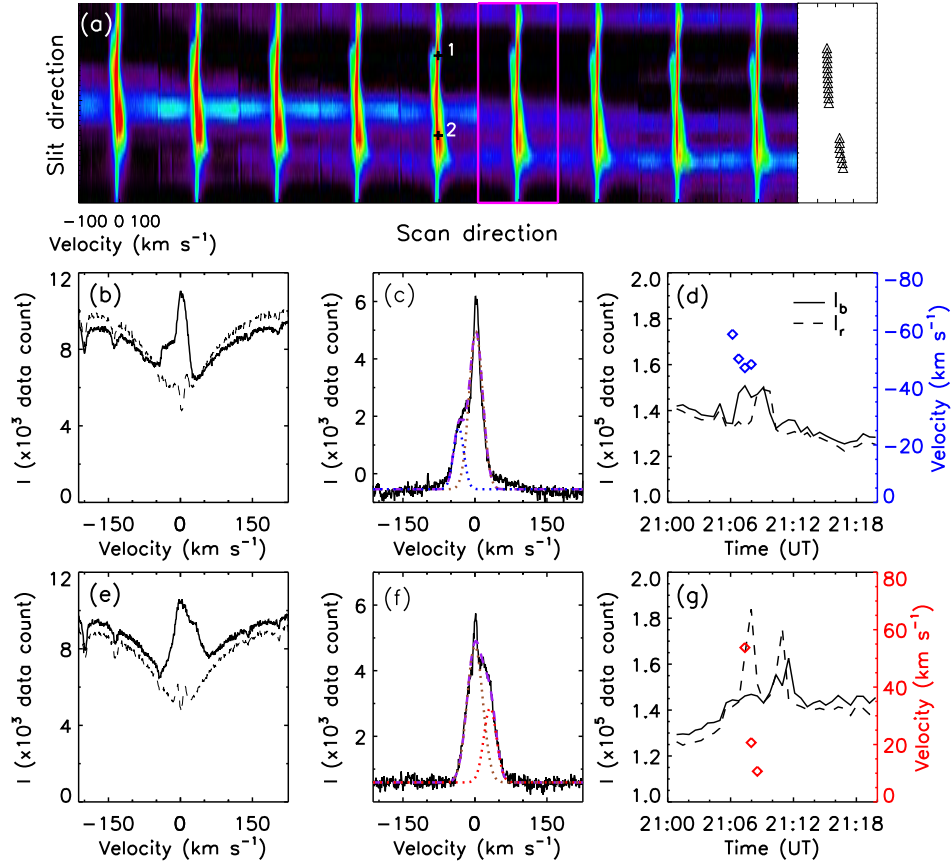 (a)
1
2
Slit direction
−100 0 100
Velocity (km s⁻¹)
Scan direction
(b)
12
8
4
0
I (x10³ data count)
−150 0 150
Velocity (km s⁻¹)
(c)
6
4
2
0
I (x10³ data count)
−150 0 150
Velocity (km s⁻¹)
(d)
I_b
I_r
2.0
1.8
1.6
1.4
1.2
1.0
I (x10⁵ data count)
−80
−60
−40
−20
0
Velocity (km s⁻¹)
21:00 21:06 21:12 21:18
Time (UT)
(e)
12
8
4
0
I (x10³ data count)
−150 0 150
Velocity (km s⁻¹)
(f)
6
4
2
I (x10³ data count)
−150 0 150
Velocity (km s⁻¹)
(g)
2.0
1.8
1.6
1.4
1.2
1.0
I (x10⁵ data count)
80
60
40
20
0
Velocity (km s⁻¹)
21:00 21:06 21:12 21:18
Time (UT)